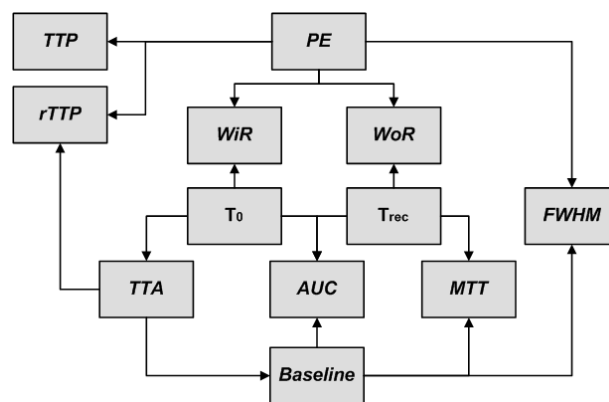 TTP
PE
rTTP
WiR
WoR
T0
Trec
FWHM
TTA
AUC
MTT
Baseline